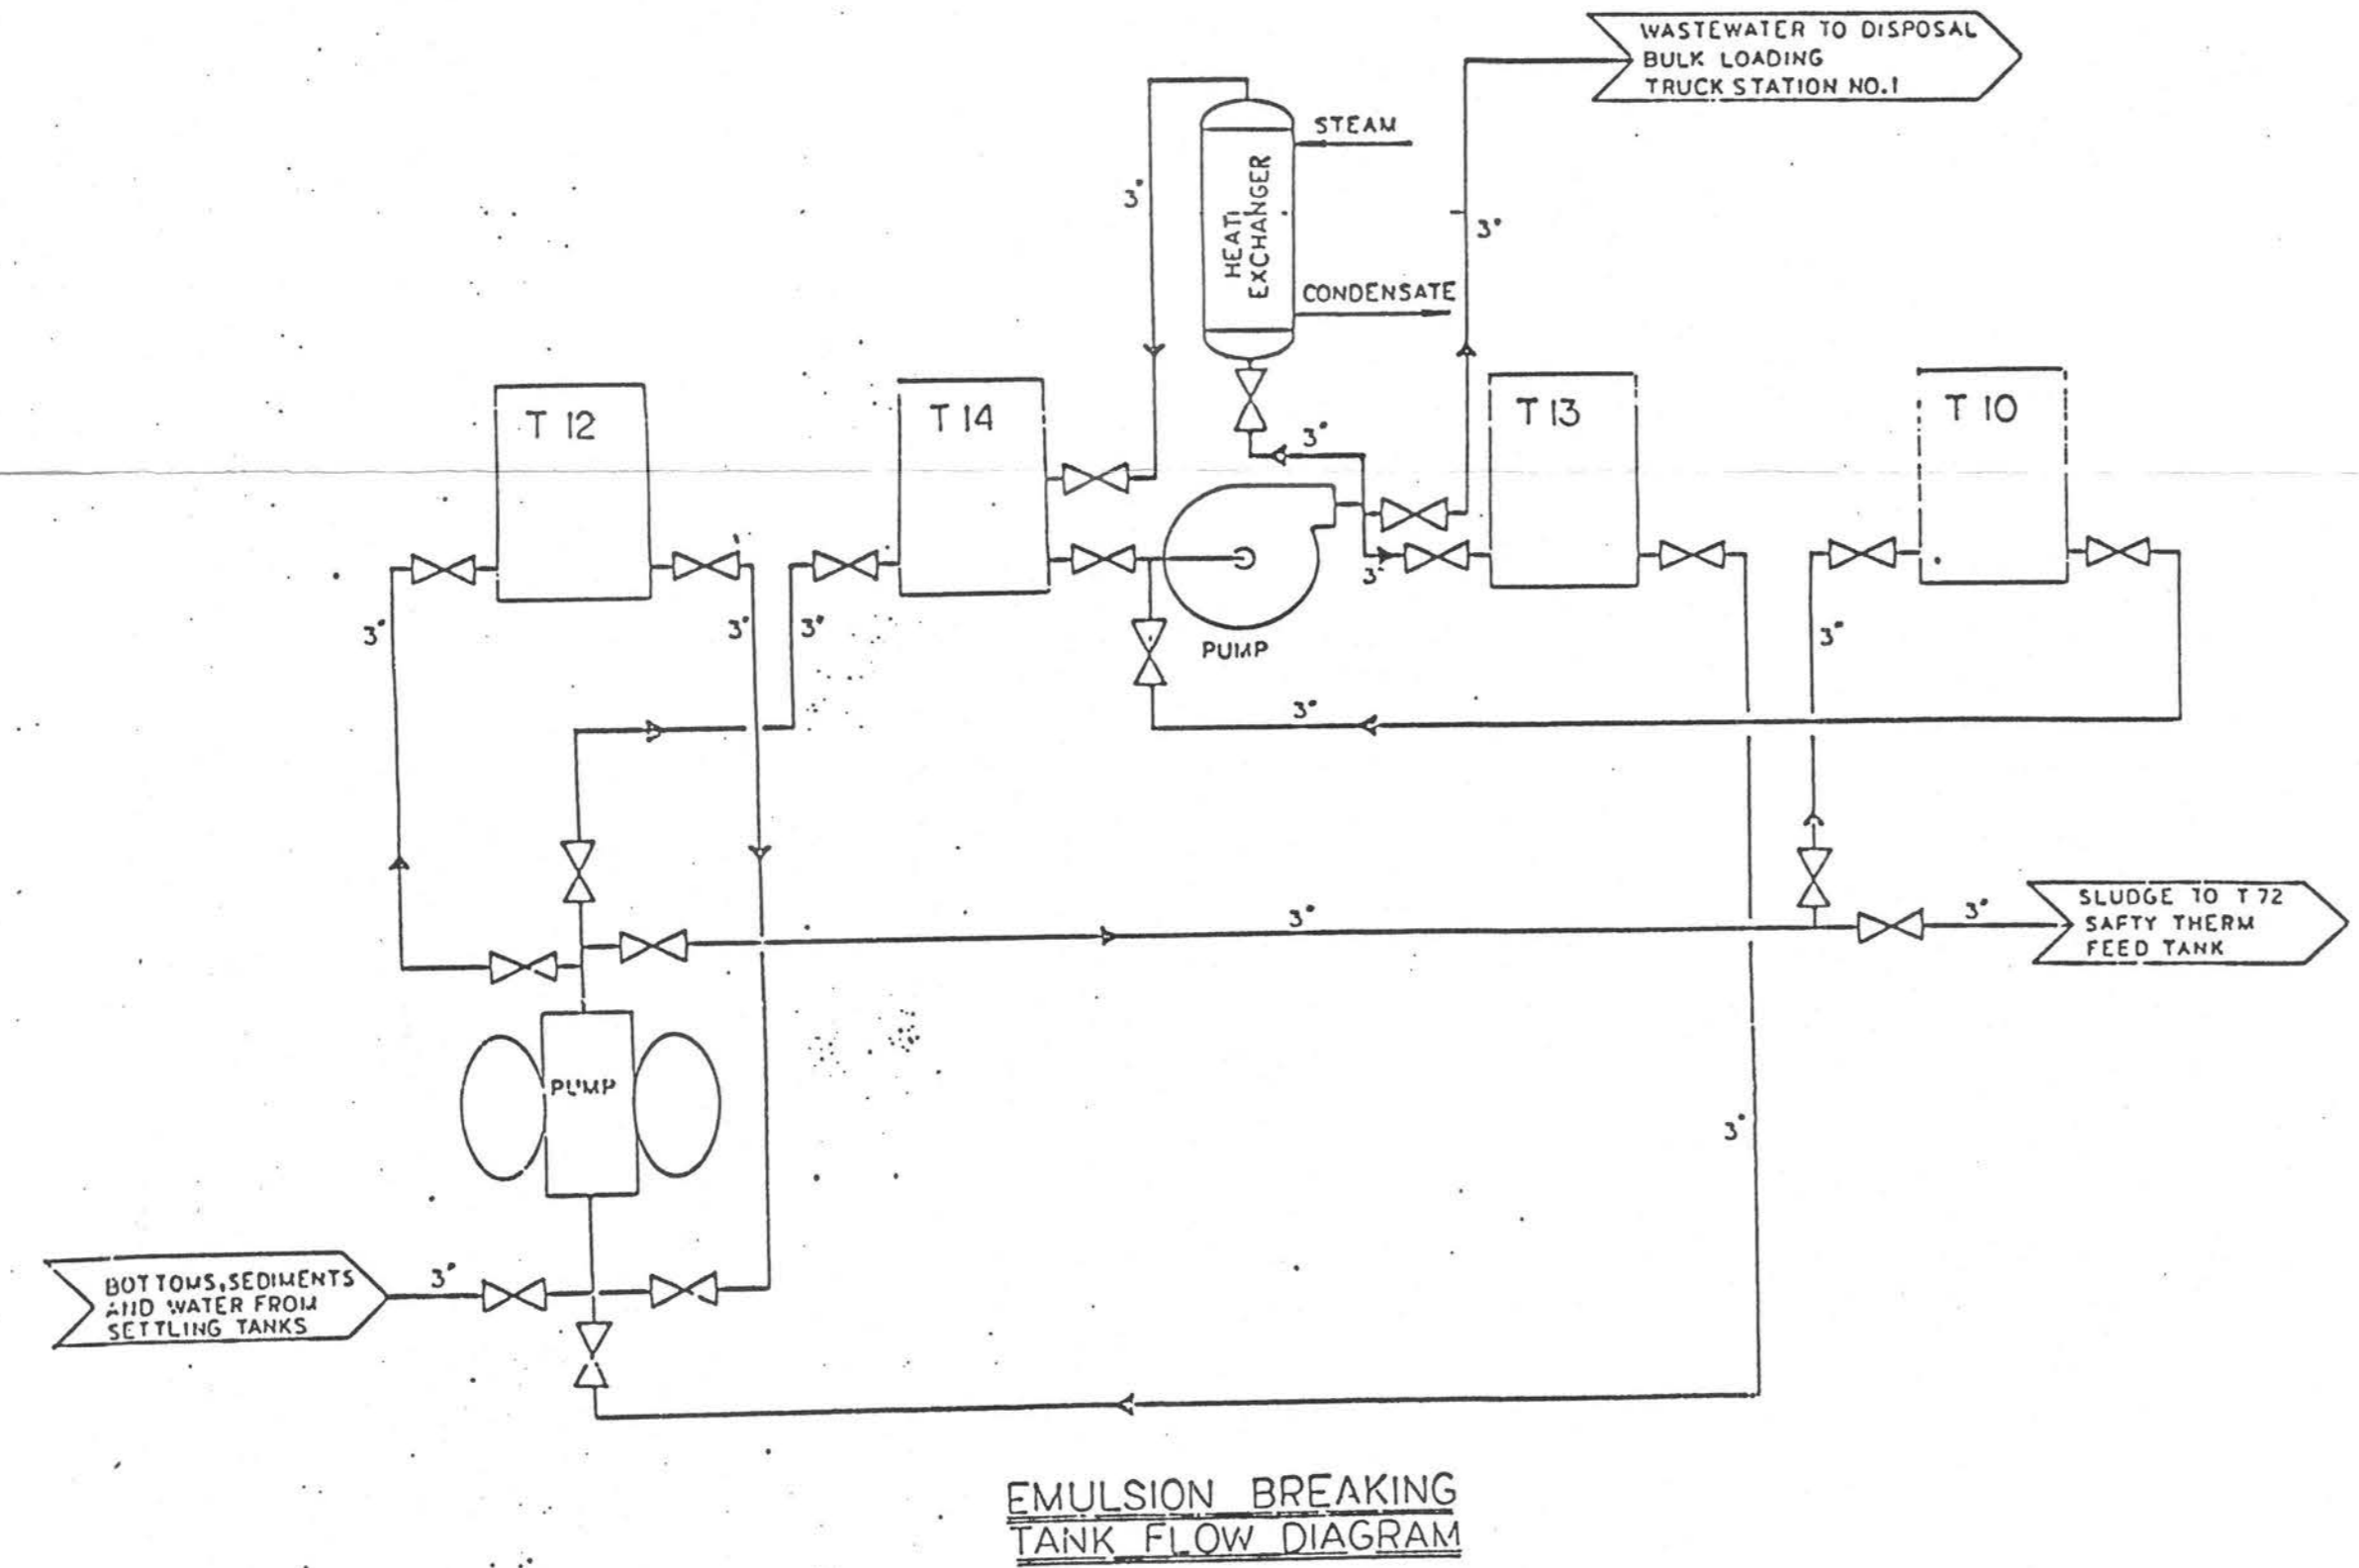 WASTEWATER TO DISPOSAL
BULK LOADING
TRUCK STATION NO.1
STEAM
3"
HEAT
EXCHANGER
3"
CONDENSATE
T 12
T 14
3"
T 13
T 10
3"
3"
3"
3"
3"
PUMP
3"
3"
3"
3"
SLUDGE TO T 72
SAFTY THERM
FEED TANK
PUMP
3"
BOTTOMS, SEDIMENTS
AND WATER FROM
SETTLING TANKS
3"
EMULSION BREAKING
TANK FLOW DIAGRAM